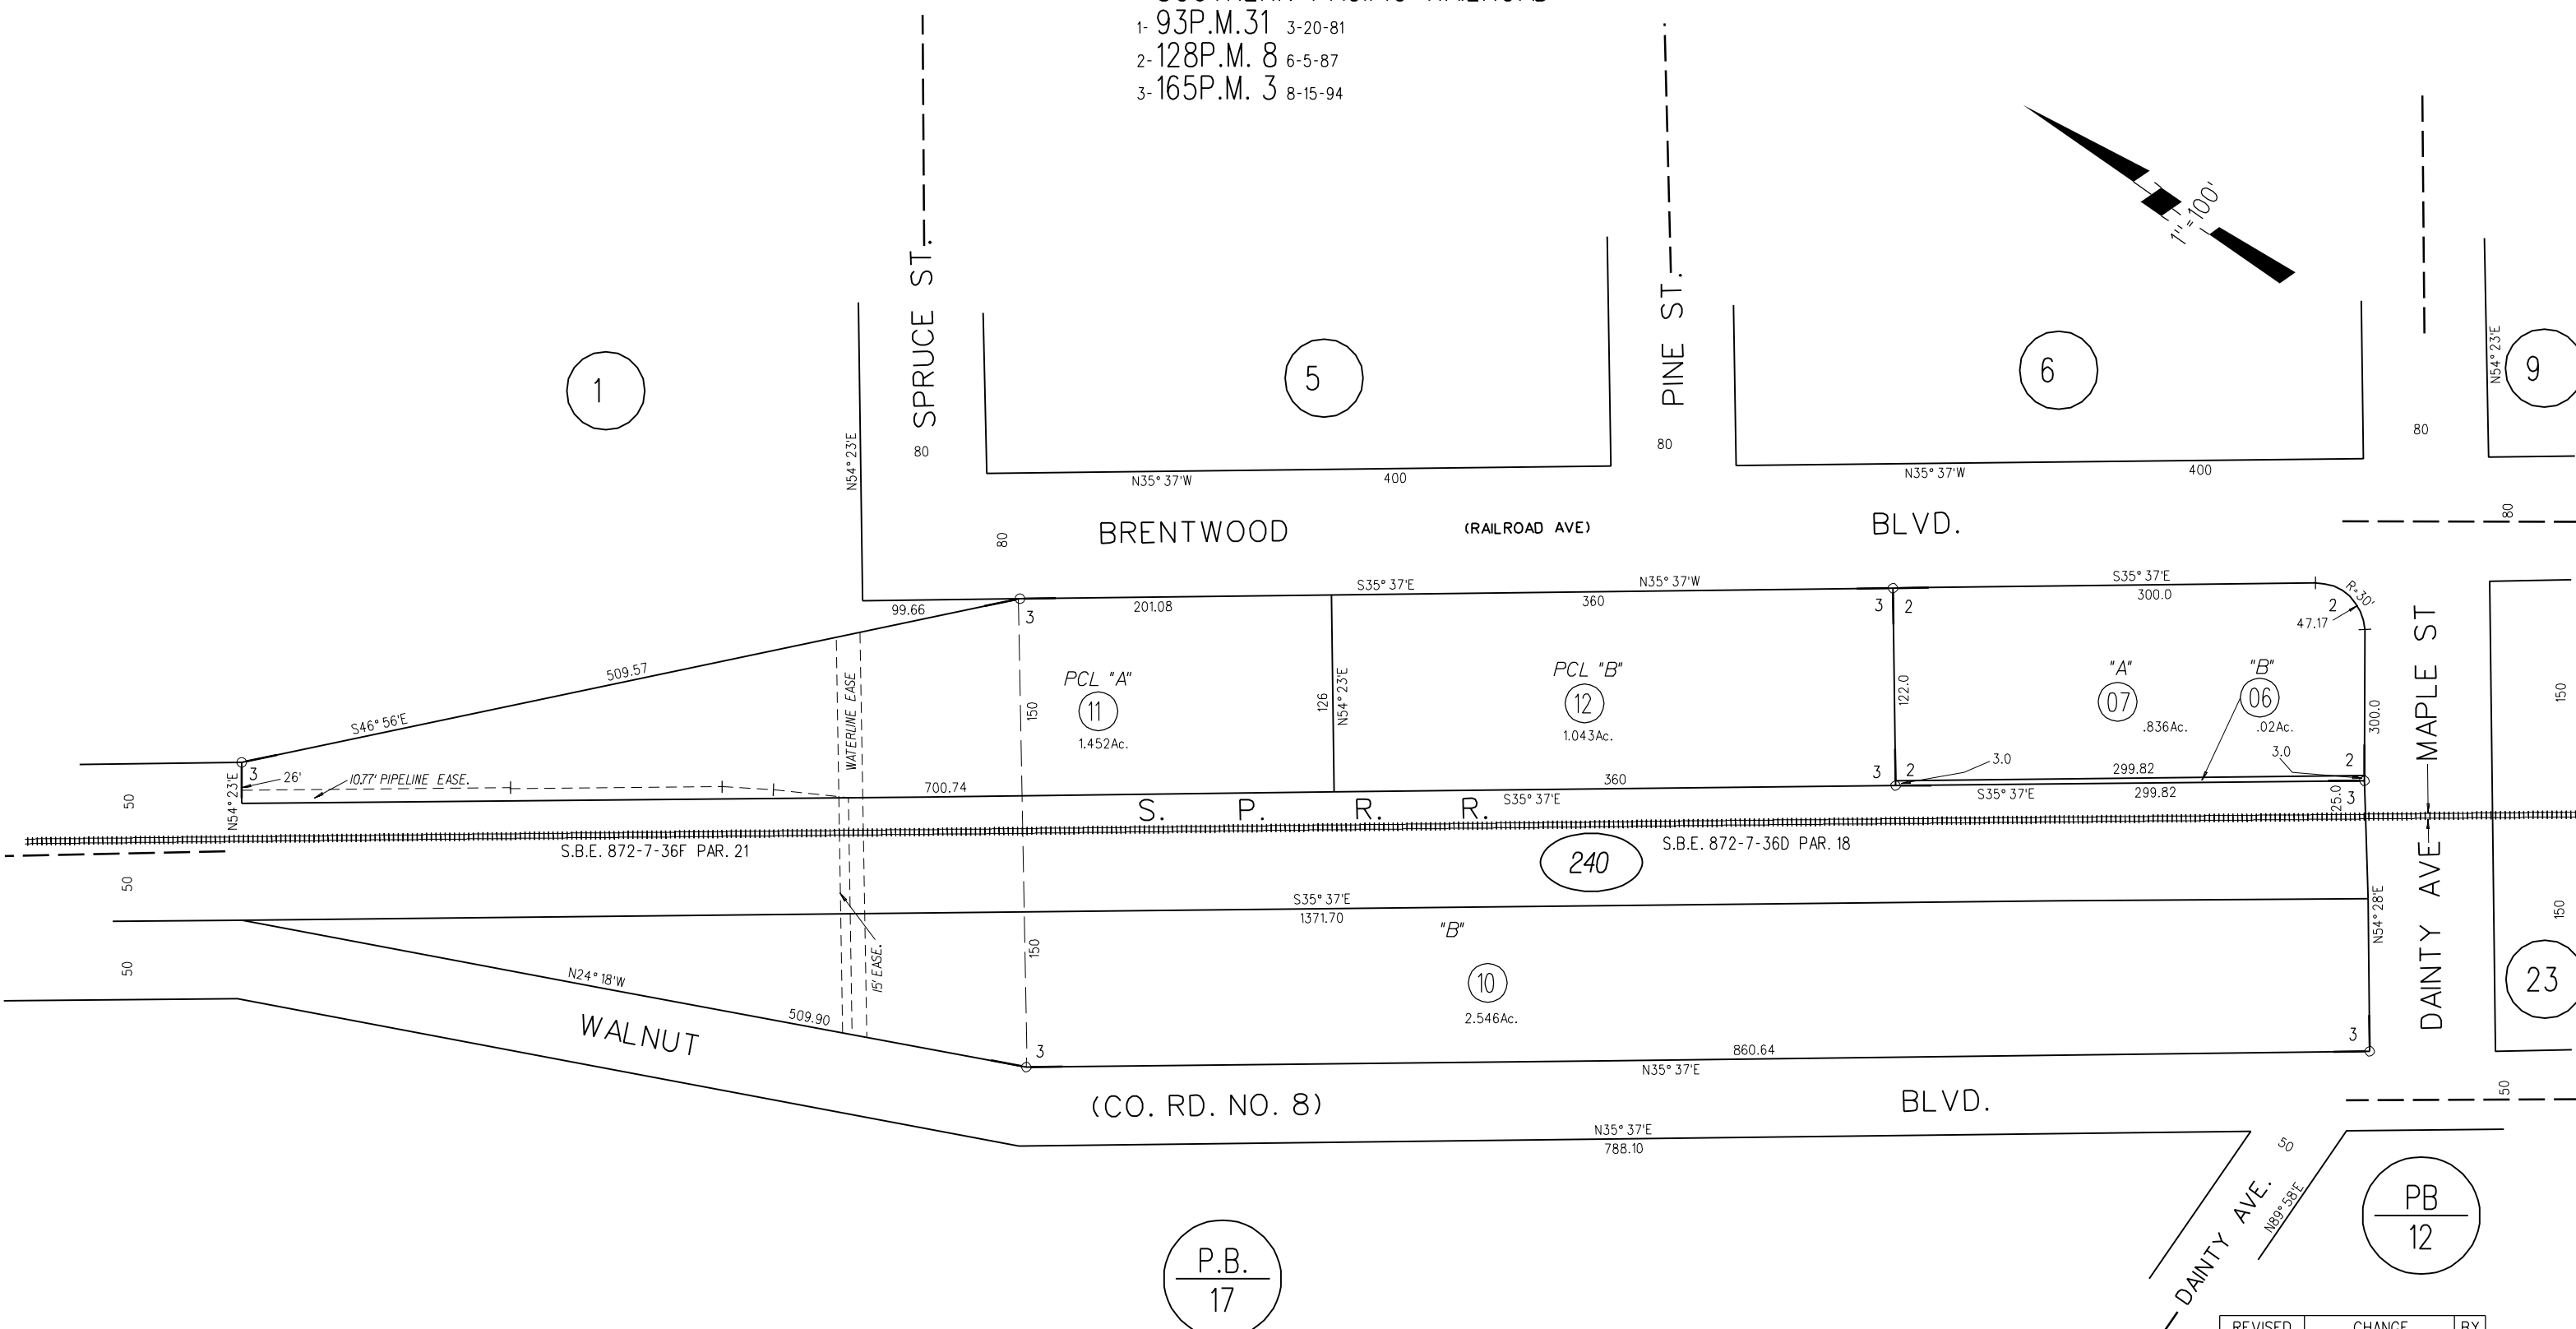 1- 93P.M.31 3-20-81
2- 128P.M. 8 6-5-87
3- 165P.M. 3 8-15-94
1"=100'
SPRUCE ST.
PINE ST.
1
5
6
9
N54°23'E
N54°23'E
80
80
80
80
80
N35°37'W
400
N35°37'W
400
BRENTWOOD
(RAILROAD AVE)
BLVD.
99.66
201.08
S35°37'E
N35°37'W
360
S35°37'E
300.0
R=30'
47.17
3
3
2
2
509.57
S46°56'E
WATERLINE EASE
150
PCL "A"
11
1.452Ac.
126
N54°23'E
PCL "B"
12
1.043Ac.
122.0
"A"
07
.836Ac.
"B"
06
.02Ac.
300.0
MAPLE ST
150
3
26'
10.77' PIPELINE EASE.
N54°23'E
50
700.74
360
S35°37'E
3
2
3.0
3.0
2
299.82
S35°37'E
299.82
25.0
3
S. P. R. R.
S.B.E. 872-7-36F PAR. 21
240
S.B.E. 872-7-36D PAR. 18
50
S35°37'E
1371.70
"B"
10
2.546Ac.
150
15' EASE.
N54°28'E
DAINTY AVE
150
23
50
N24°18'W
509.90
WALNUT
3
860.64
N35°37'E
3
(CO. RD. NO. 8)
BLVD.
50
N35°37'E
788.10
50
DAINTY AVE.
N89°58'E
PB
12
P.B.
17
REVISED CHANGE BY